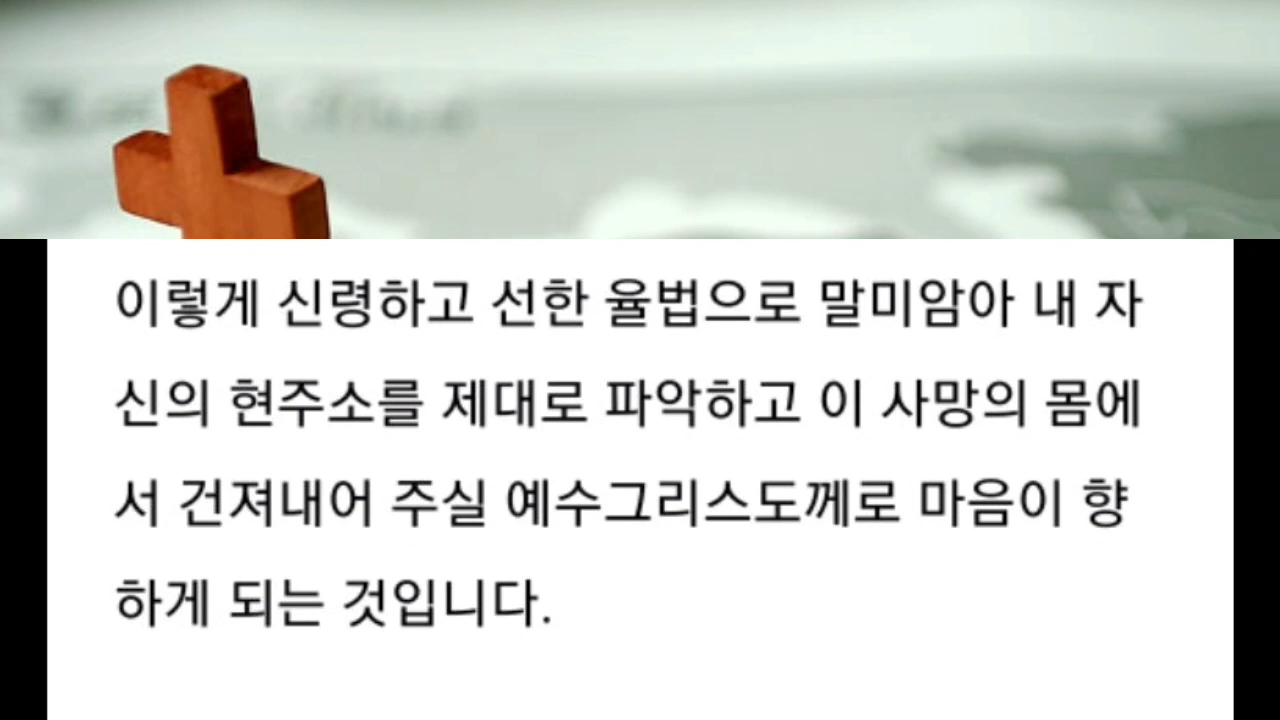 이렇게 신령하고 선한 율법으로 말미암아 내 자
신의 현주소를 제대로 파악하고 이 사망의 몸에
서 건져내어 주실 예수그리스도께로 마음이 향
하게 되는 것입니다.